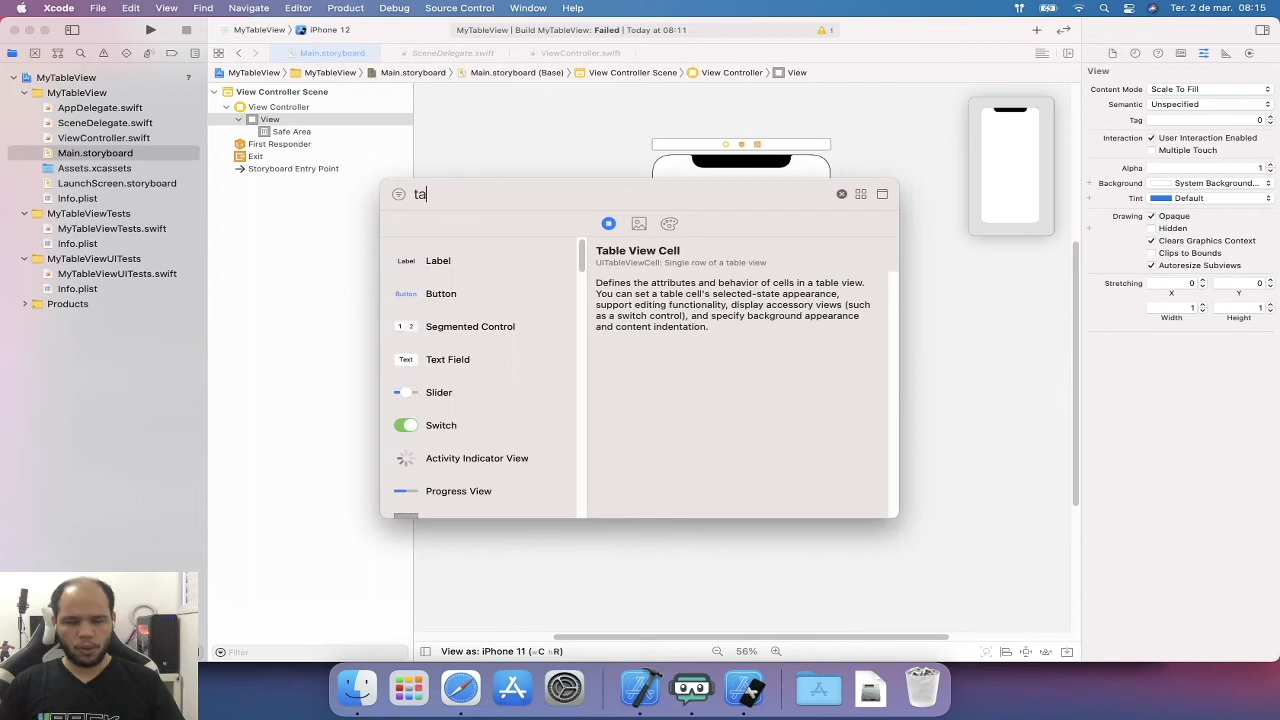 Xcode File Edit View Find Navigate Editor Product Debug Source Control Window Help Ter. 2 de mar. 08:15
MyTableView 〉 iPhone 12
MyTableView | Build MyTableView: Failed | Today at 08:11
1
Main.storyboard
SceneDelegate.swift
ViewController.swift
MyTableView 〉 MyTableView 〉 Main.storyboard 〉 Main.storyboard (Base) 〉 View Controller Scene 〉 View Controller 〉 View
MyTableView ?
MyTableView
AppDelegate.swift
SceneDelegate.swift
ViewController.swift
Main.storyboard
Assets.xcassets
LaunchScreen.storyboard
Info.plist
MyTableViewTests
MyTableViewTests.swift
Info.plist
MyTableViewUITests
MyTableViewUITests.swift
Info.plist
Products
View Controller Scene
View Controller
View
Safe Area
First Responder
Exit
Storyboard Entry Point
ta
Label Label
Button Button
1 2 Segmented Control
Text Text Field
Slider
Switch
Activity Indicator View
Progress View
Table View Cell
UITableViewCell: Single row of a table view
Defines the attributes and behavior of cells in a table view.
You can set a table cell's selected-state appearance,
support editing functionality, display accessory views (such
as a switch control), and specify background appearance
and content indentation.
View
Content Mode Scale To Fill
Semantic Unspecified
Tag 0
Interaction User Interaction Enabled
Multiple Touch
Alpha 1
Background System Background...
Tint Default
Drawing Opaque
Hidden
Clears Graphics Context
Clips to Bounds
Autoresize Subviews
Stretching 0 0
X Y
1 1
Width Height
Filter
View as: iPhone 11 (wC hR)
56%